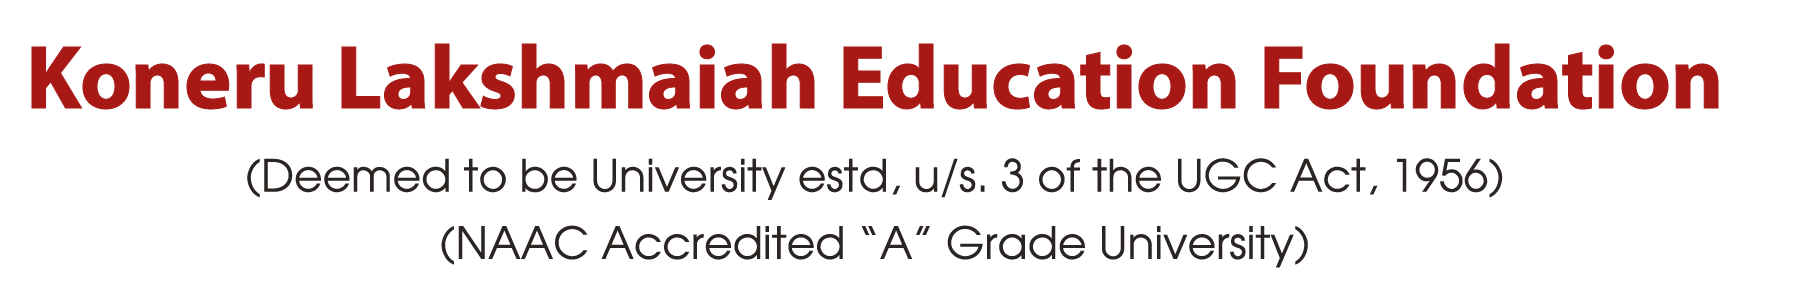 Koneru Lakshmaiah Education Foundation
(Deemed to be University estd, u/s. 3 of the UGC Act, 1956)
(NAAC Accredited “A” Grade University)